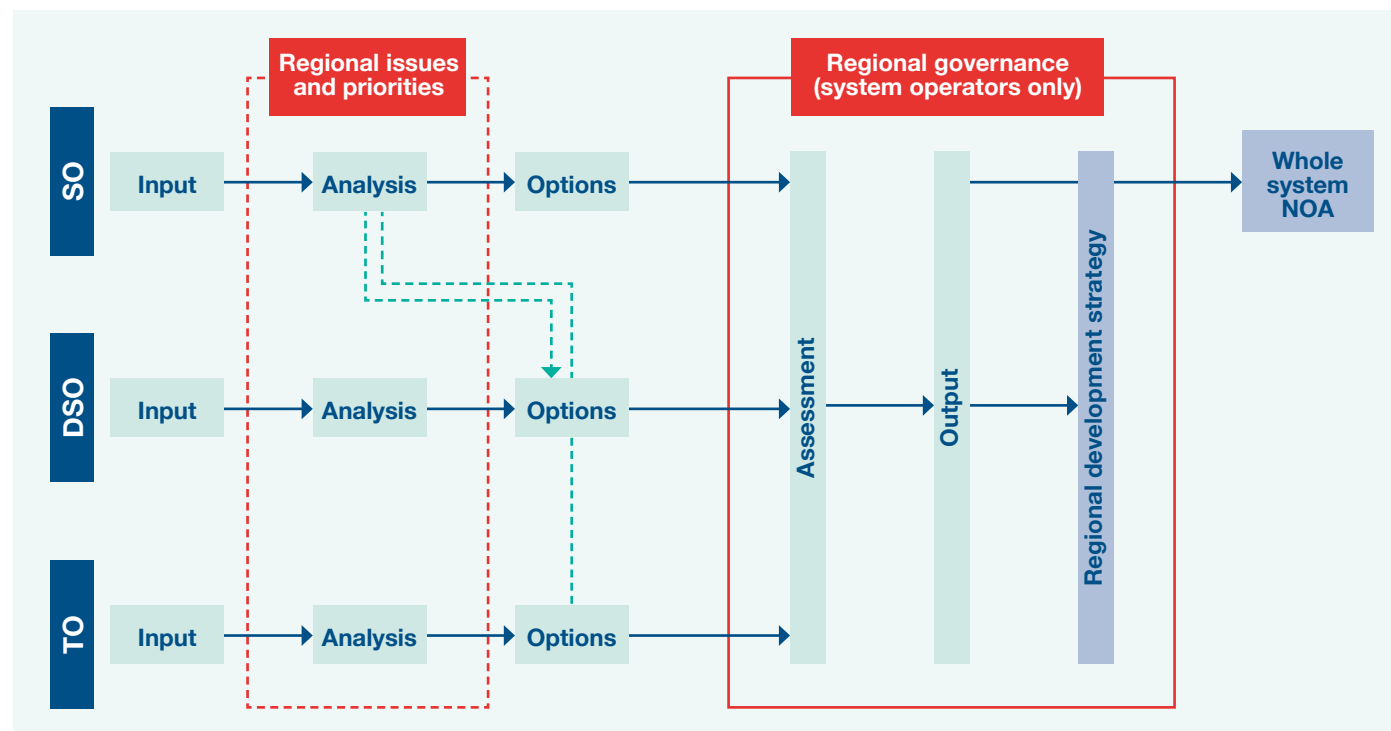 Regional issues
and priorities
Regional governance
(system operators only)
SO
Input
Analysis
Options
Whole
system
NOA
DSO
Input
Analysis
Options
Assessment
Output
Regional development strategy
TO
Input
Analysis
Options